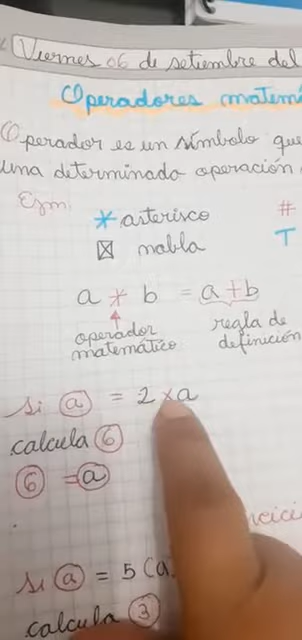 Viernes 06 de setiembre del
Operadores matem
Operador es un símbolo que
una determinada operación
Ejm.
* asterisco #
nabla T
a * b = a + b
operador matemático
regla de definición
Si ⓐ = 2 × a
calcula ⑥
⑥ = ⓐ
Si ⓐ = 5 (a
calcula ③